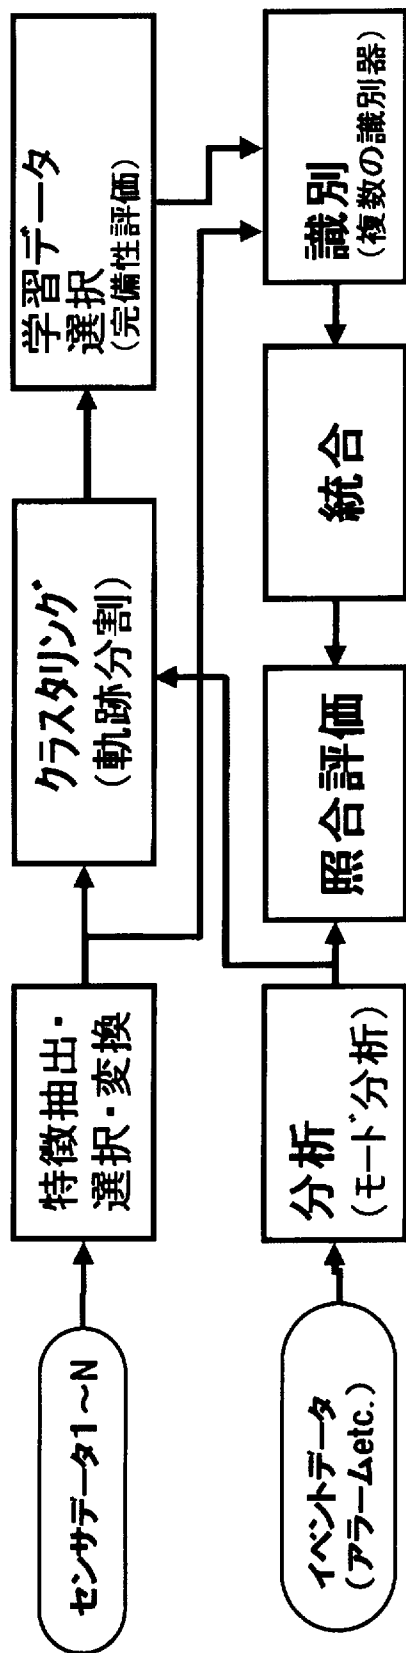 センサデータ1～N
特徴抽出・
選択・変換
クラスタリング
(軌跡分割)
学習データ
選択
(完備性評価)
イベントデータ
(アラームetc.)
分析
(モード分析)
照合評価
統合
識別
(複数の識別器)